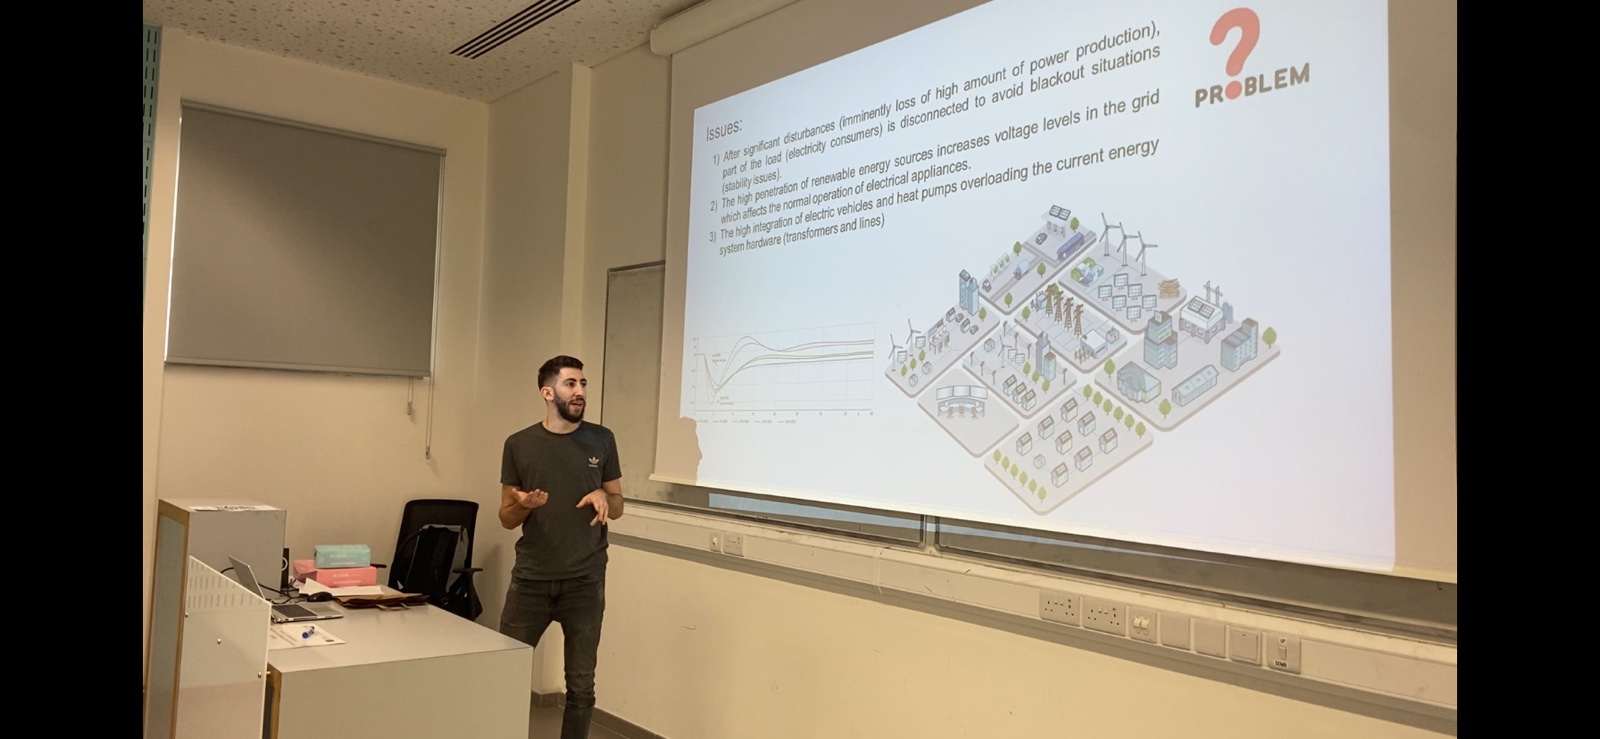 Issues:
1) After significant disturbances (imminently loss of high amount of power production),
part of the load (electricity consumers) is disconnected to avoid blackout situations
(stability issues).
2) The high penetration of renewable energy sources increases voltage levels in the grid
which affects the normal operation of electrical appliances.
3) The high integration of electric vehicles and heat pumps overloading the current energy
system hardware (transformers and lines)
?
PROBLEM
UP
DOWN